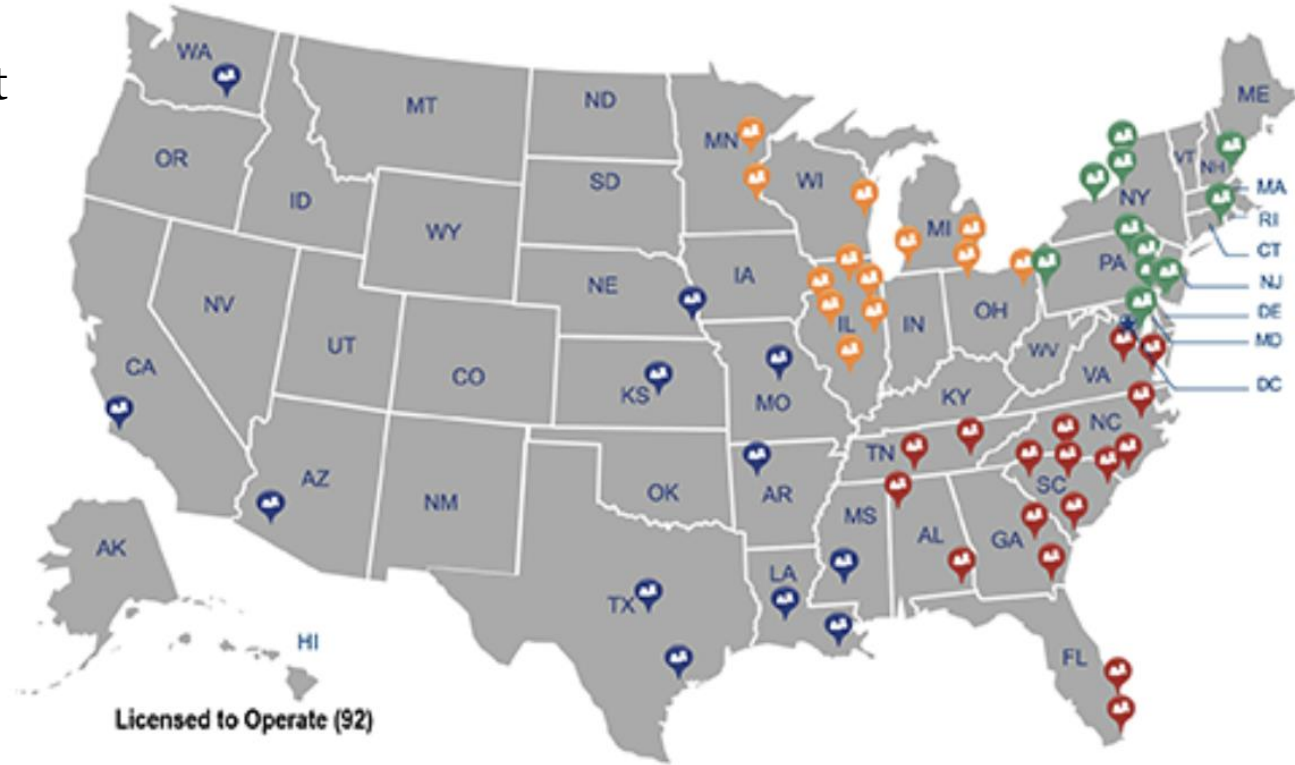 t
WA
MT
ND
MN
ME
OR
ID
SD
WI
VT
NH
NY
MA
RI
CT
WY
MI
PA
NJ
NV
NE
IA
IL
IN
OH
DE
MD
UT
CO
KS
MO
WV
VA
DC
CA
KY
NC
TN
AZ
NM
OK
AR
SC
MS
AL
GA
AK
LA
TX
HI
FL
Licensed to Operate (92)